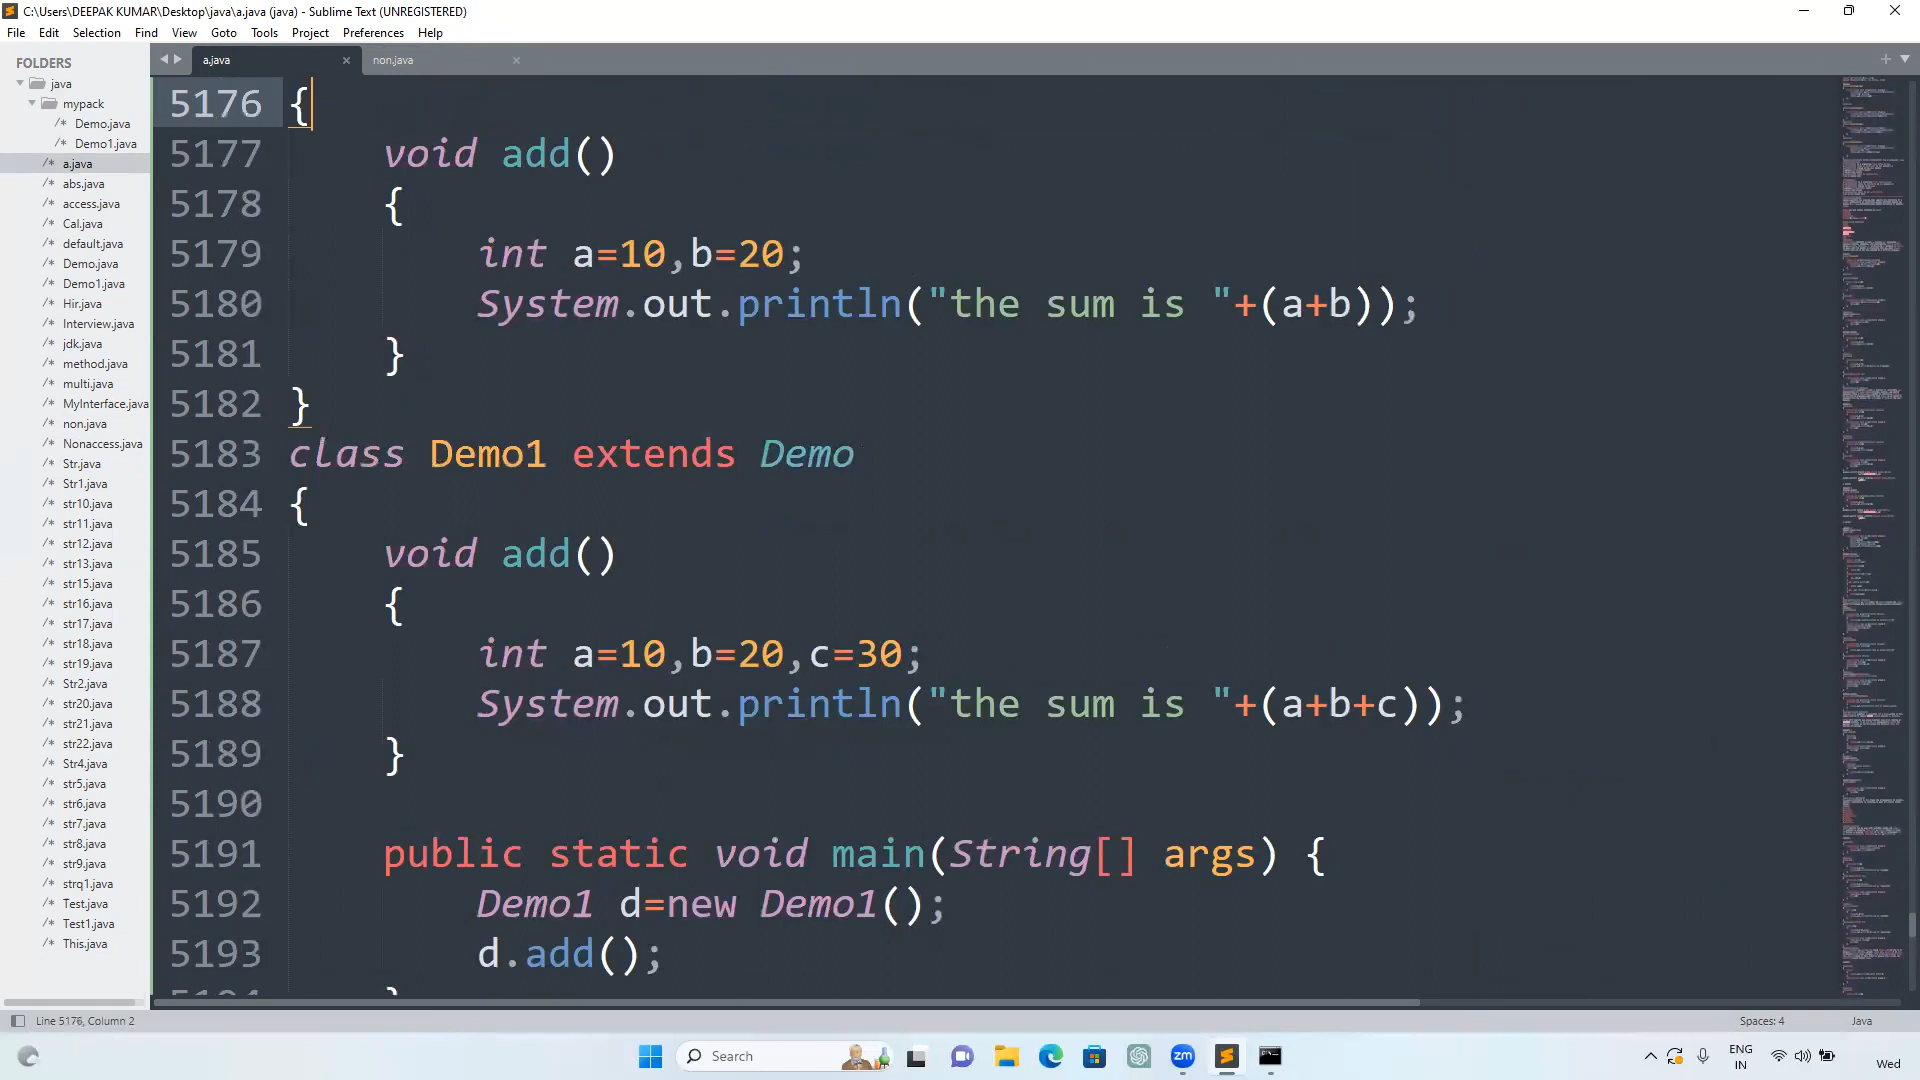 C:\Users\DEEPAK KUMAR\Desktop\java\a.java (java) - Sublime Text (UNREGISTERED)
File Edit Selection Find View Goto Tools Project Preferences Help
FOLDERS
java
mypack
/* Demo.java
/* Demo1.java
/* a.java
/* abs.java
/* access.java
/* Cal.java
/* default.java
/* Demo.java
/* Demo1.java
/* Hir.java
/* Interview.java
/* jdk.java
/* method.java
/* multi.java
/* MyInterface.java
/* non.java
/* Nonaccess.java
/* Str.java
/* Str1.java
/* str10.java
/* str11.java
/* str12.java
/* str13.java
/* str15.java
/* str16.java
/* str17.java
/* str18.java
/* str19.java
/* Str2.java
/* str20.java
/* str21.java
/* str22.java
/* Str4.java
/* str5.java
/* str6.java
/* str7.java
/* str8.java
/* str9.java
/* strq1.java
/* Test.java
/* Test1.java
/* This.java
a.java non.java
5176 {
5177 void add()
5178 {
5179 int a=10,b=20;
5180 System.out.println("the sum is "+(a+b));
5181 }
5182 }
5183 class Demo1 extends Demo
5184 {
5185 void add()
5186 {
5187 int a=10,b=20,c=30;
5188 System.out.println("the sum is "+(a+b+c));
5189 }
5190
5191 public static void main(String[] args) {
5192 Demo1 d=new Demo1();
5193 d.add();
Line 5176, Column 2 Spaces: 4 Java
Search
zm
ENG
IN
Wed